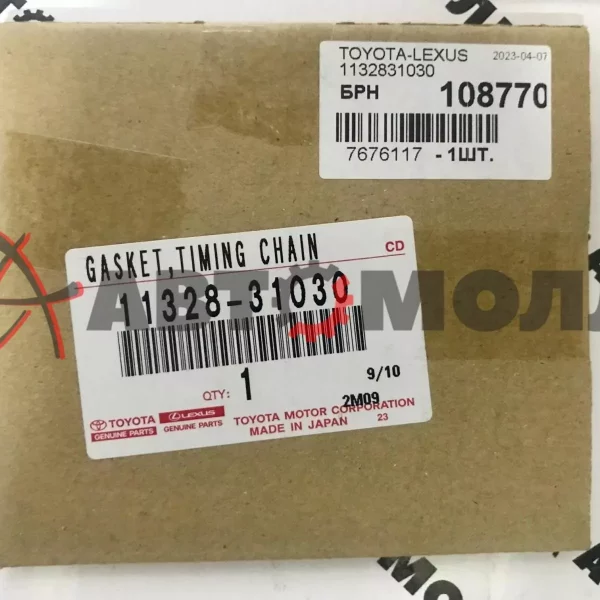 TOYOTA-LEXUS 2023-04-07
1132831030
БРН 108770
7676117 - 1ШТ.
GASKET,TIMING CHAIN CD
11328-31030
QTY: 1 9/10
2M09
TOYOTA LEXUS
GENUINE PARTS GENUINE PARTS
TOYOTA MOTOR CORPORATION
MADE IN JAPAN 23
АВТОМОЛЛ